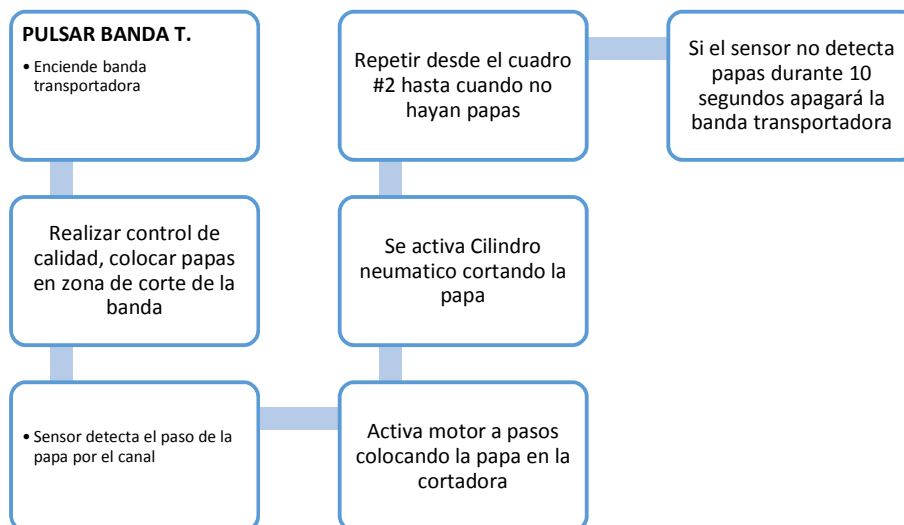 PULSAR BANDA T.
• Enciende banda
transportadora
Realizar control de
calidad, colocar papas
en zona de corte de la
banda
• Sensor detecta el paso de la
papa por el canal
Activa motor a pasos
colocando la papa en la
cortadora
Se activa Cilindro
neumatico cortando la
papa
Repetir desde el cuadro
#2 hasta cuando no
hayan papas
Si el sensor no detecta
papas durante 10
segundos apagará la
banda transportadora